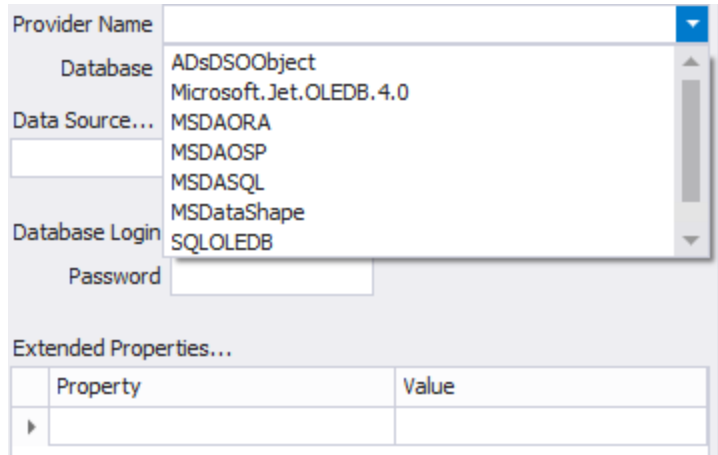 Provider Name
Database
ADsDSOObject
Microsoft.Jet.OLEDB.4.0
Data Source...
MSDAORA
MSDAOSP
MSDASQL
MSDataShape
Database Login
SQLOLEDB
Password
Extended Properties...
Property Value